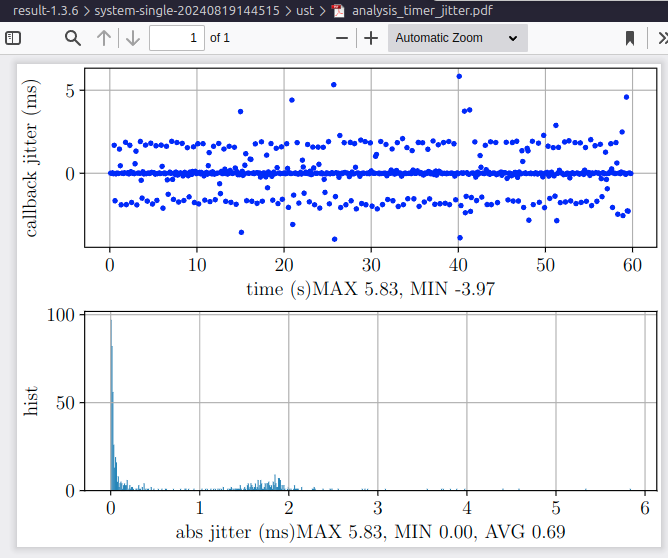 result-1.3.6 > system-single-20240819144515 > ust > analysis_timer_jitter.pdf
1 of 1 Automatic Zoom
callback jitter (ms)
5
0
0 10 20 30 40 50 60
time (s)MAX 5.83, MIN -3.97
hist
100
50
0
0 1 2 3 4 5 6
abs jitter (ms)MAX 5.83, MIN 0.00, AVG 0.69